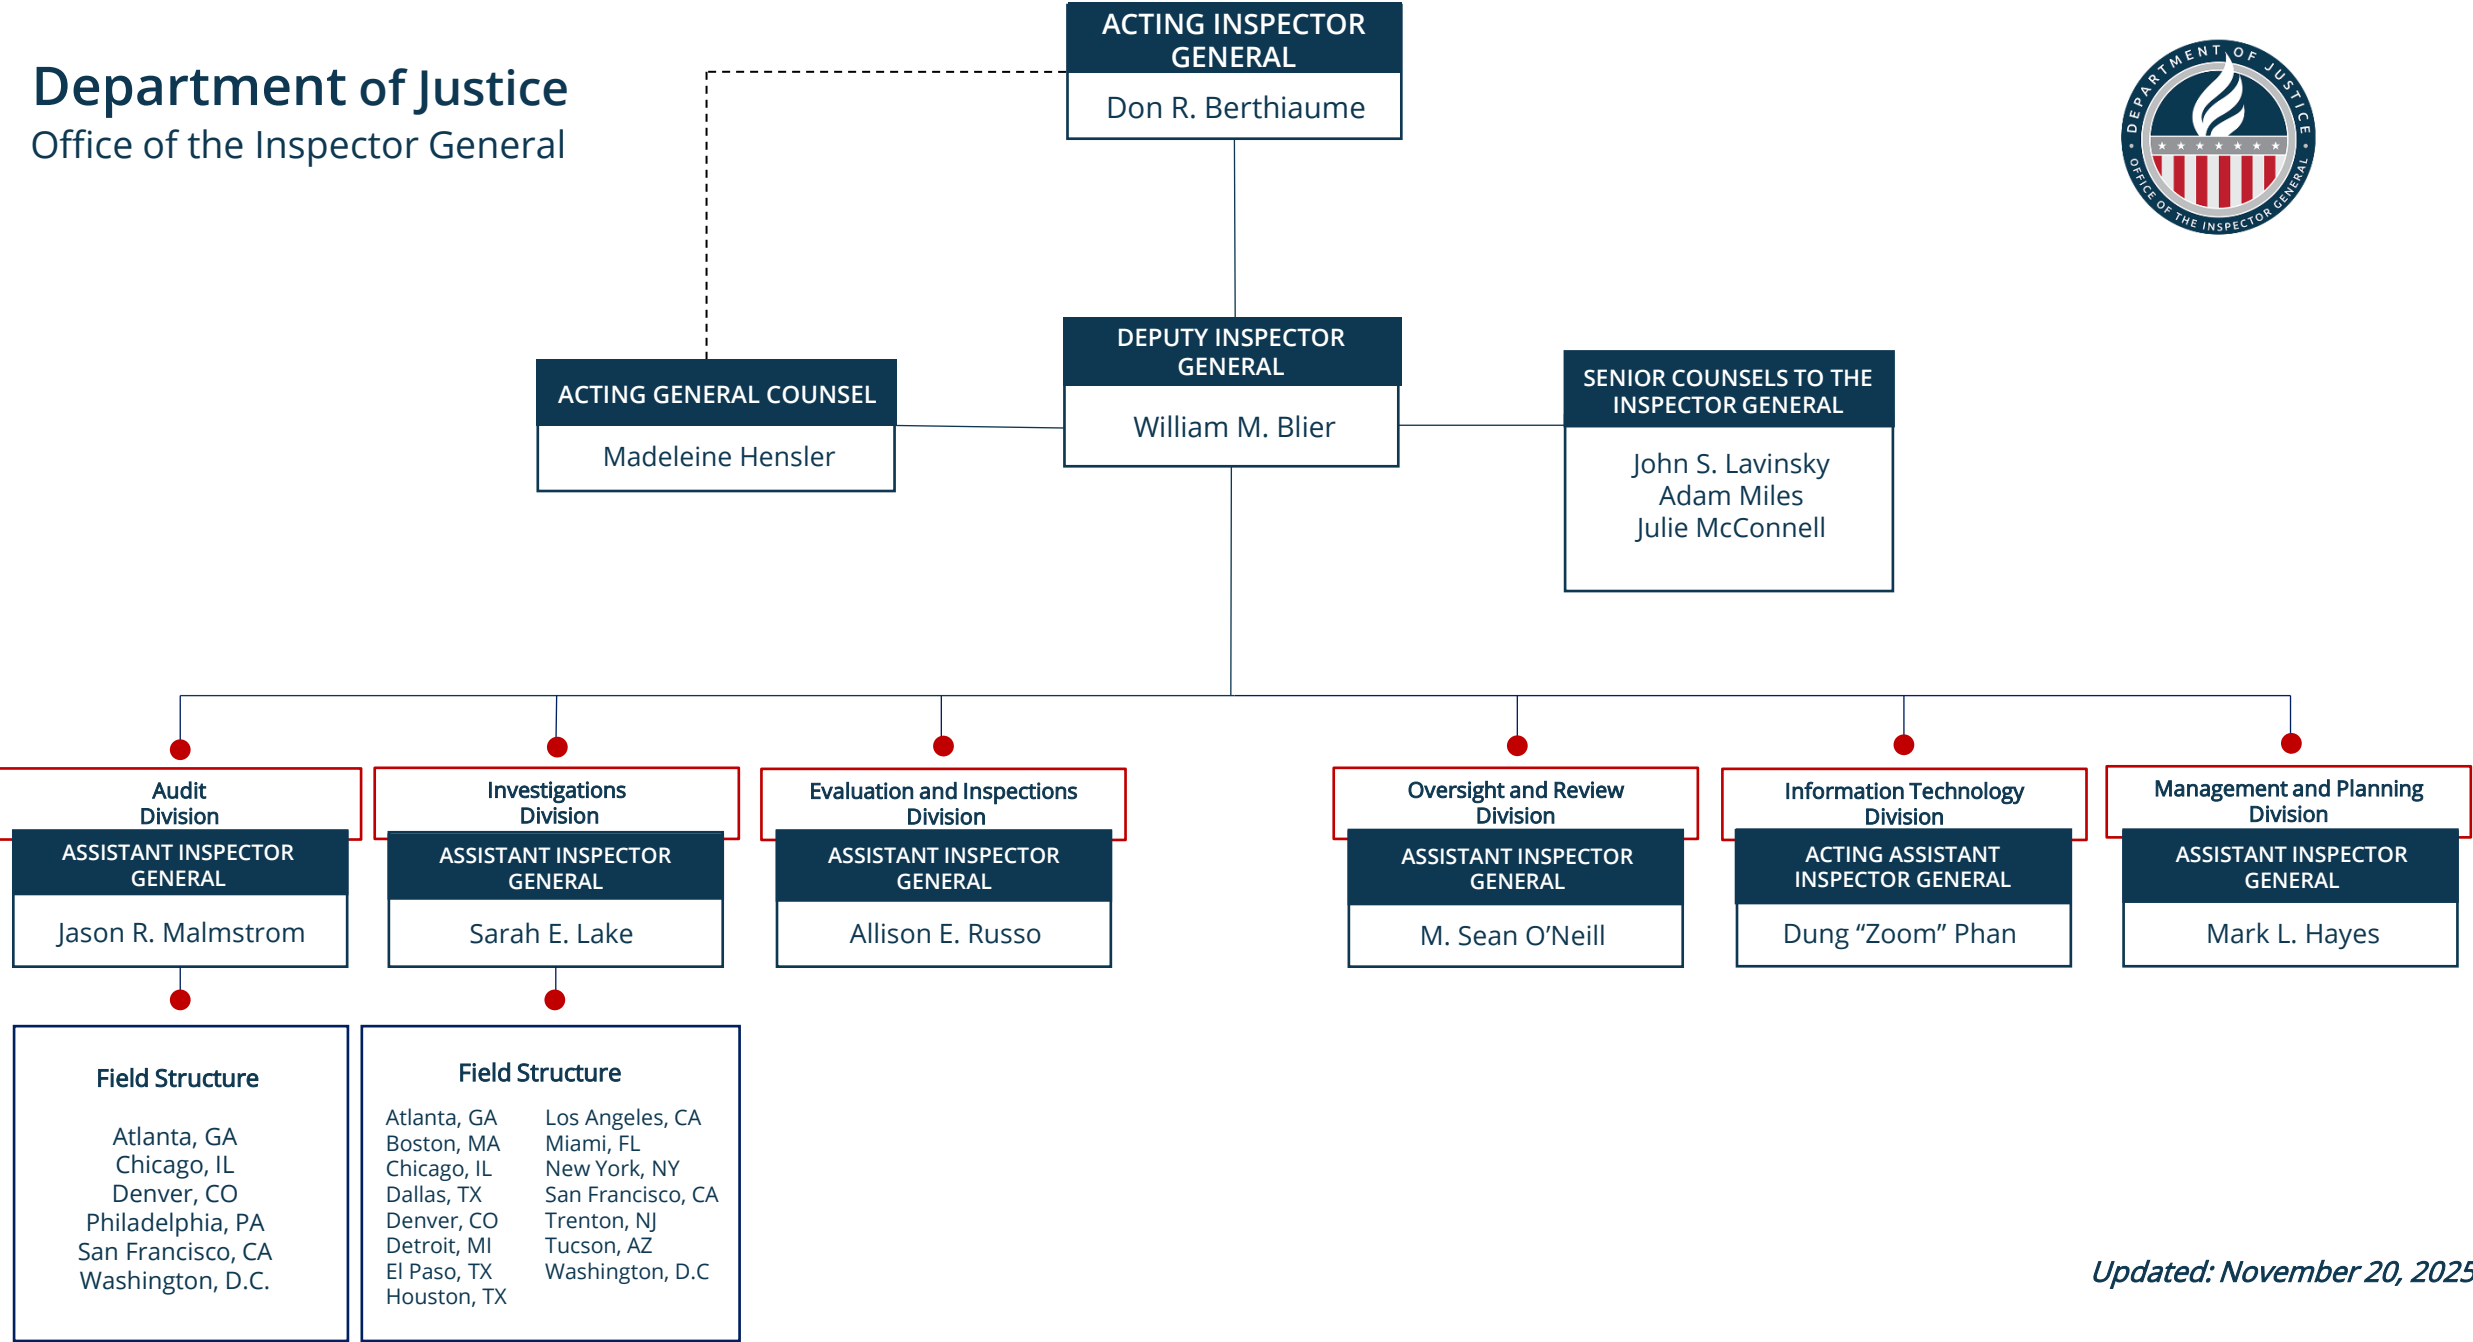 Department of Justice
Office of the Inspector General
ACTING INSPECTOR
GENERAL
Don R. Berthiaume
DEPARTMENT OF JUSTICE
OFFICE OF THE INSPECTOR GENERAL
ACTING GENERAL COUNSEL
Madeleine Hensler
DEPUTY INSPECTOR
GENERAL
William M. Blier
SENIOR COUNSELS TO THE
INSPECTOR GENERAL
John S. Lavinsky
Adam Miles
Julie McConnell
Audit
Division
ASSISTANT INSPECTOR
GENERAL
Jason R. Malmstrom
Investigations
Division
ASSISTANT INSPECTOR
GENERAL
Sarah E. Lake
Evaluation and Inspections
Division
ASSISTANT INSPECTOR
GENERAL
Allison E. Russo
Oversight and Review
Division
ASSISTANT INSPECTOR
GENERAL
M. Sean O’Neill
Information Technology
Division
ACTING ASSISTANT
INSPECTOR GENERAL
Dung “Zoom” Phan
Management and Planning
Division
ASSISTANT INSPECTOR
GENERAL
Mark L. Hayes
Field Structure
Atlanta, GA
Chicago, IL
Denver, CO
Philadelphia, PA
San Francisco, CA
Washington, D.C.
Field Structure
Atlanta, GA
Boston, MA
Chicago, IL
Dallas, TX
Denver, CO
Detroit, MI
El Paso, TX
Houston, TX
Los Angeles, CA
Miami, FL
New York, NY
San Francisco, CA
Trenton, NJ
Tucson, AZ
Washington, D.C
Updated: November 20, 2025